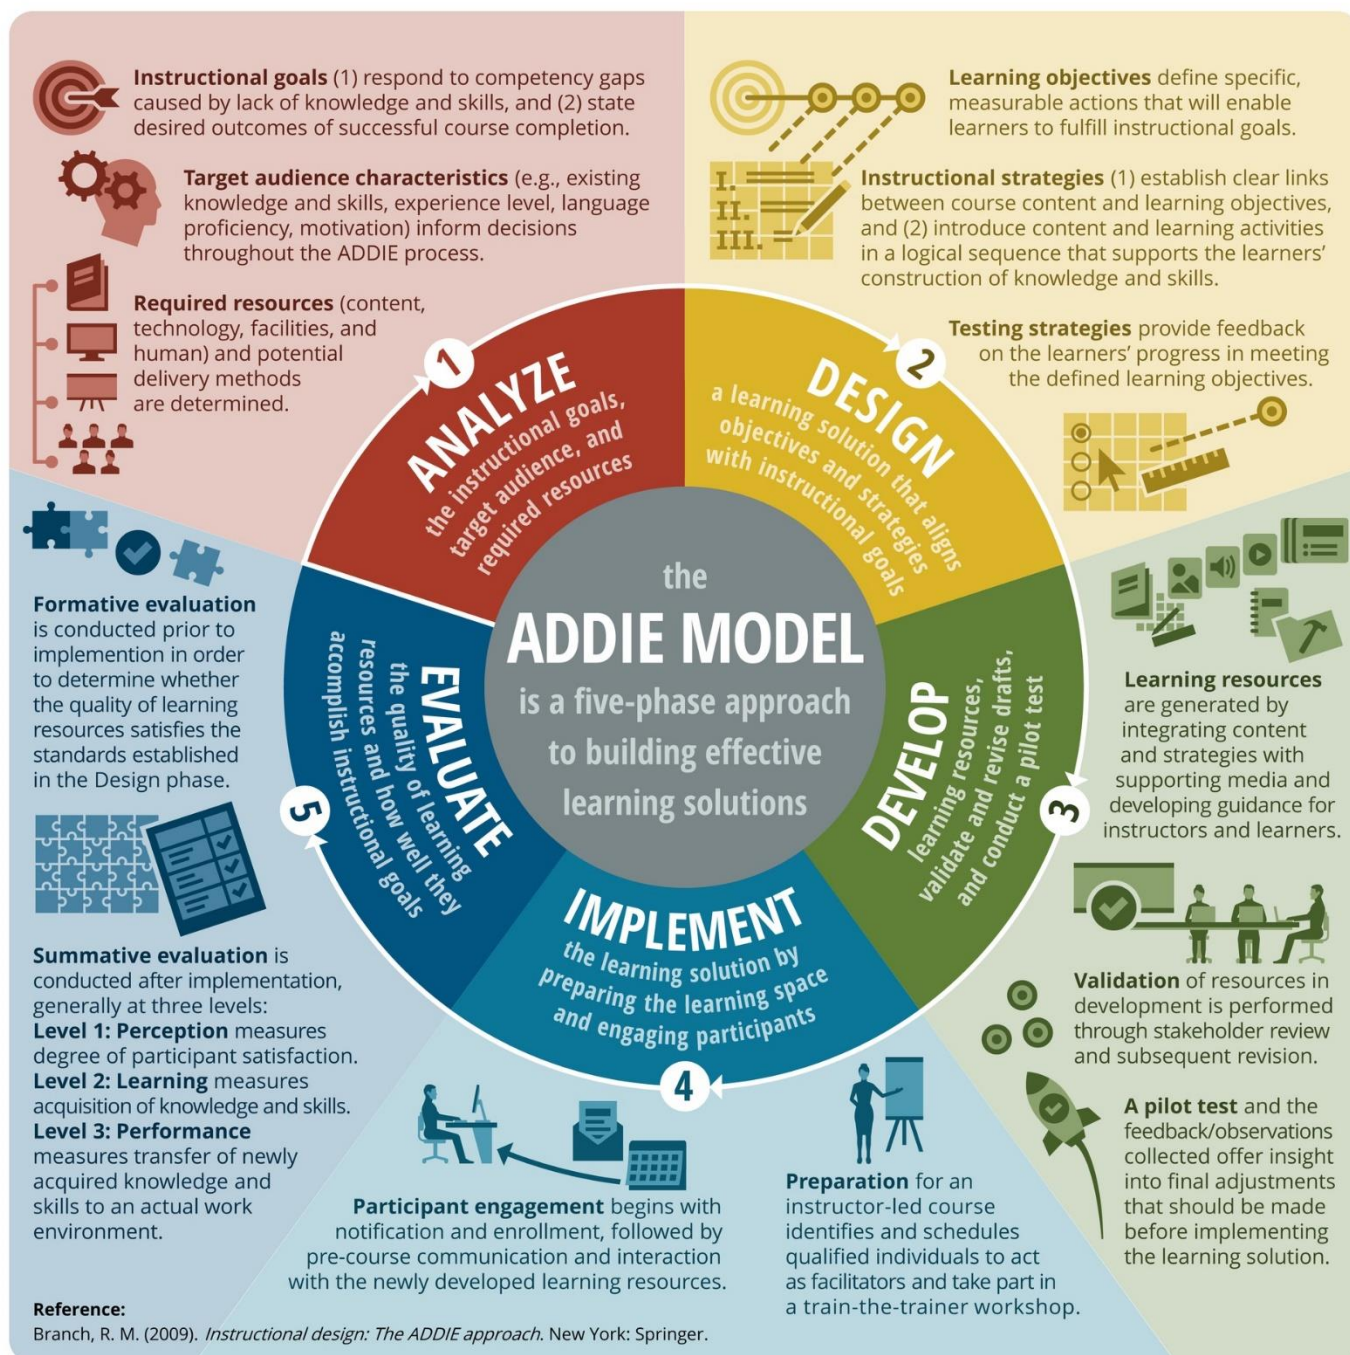 Instructional goals (1) respond to competency gaps
caused by lack of knowledge and skills, and (2) state
desired outcomes of successful course completion.
Target audience characteristics (e.g., existing
knowledge and skills, experience level, language
proficiency, motivation) inform decisions
throughout the ADDIE process.
Required resources (content,
technology, facilities, and
human) and potential
delivery methods
are determined.
Learning objectives define specific,
measurable actions that will enable
learners to fulfill instructional goals.
I.
II.
III.
Instructional strategies (1) establish clear links
between course content and learning objectives,
and (2) introduce content and learning activities
in a logical sequence that supports the learners'
construction of knowledge and skills.
Testing strategies provide feedback
on the learners' progress in meeting
the defined learning objectives.
1
ANALYZE
the instructional goals,
target audience, and
required resources
2
DESIGN
a learning solution that aligns
objectives and strategies
with instructional goals
the
ADDIE MODEL
is a five-phase approach
to building effective
learning solutions
3
DEVELOP
learning resources,
validate and revise drafts,
and conduct a pilot test
4
IMPLEMENT
the learning solution by
preparing the learning space
and engaging participants
5
EVALUATE
the quality of learning
resources and how well they
accomplish instructional goals
Learning resources
are generated by
integrating content
and strategies with
supporting media and
developing guidance for
instructors and learners.
Validation of resources in
development is performed
through stakeholder review
and subsequent revision.
A pilot test and the
feedback/observations
collected offer insight
into final adjustments
that should be made
before implementing
the learning solution.
Preparation for an
instructor-led course
identifies and schedules
qualified individuals to act
as facilitators and take part in
a train-the-trainer workshop.
Participant engagement begins with
notification and enrollment, followed by
pre-course communication and interaction
with the newly developed learning resources.
Formative evaluation
is conducted prior to
implemention in order
to determine whether
the quality of learning
resources satisfies the
standards established
in the Design phase.
Summative evaluation is
conducted after implementation,
generally at three levels:
Level 1: Perception measures
degree of participant satisfaction.
Level 2: Learning measures
acquisition of knowledge and skills.
Level 3: Performance
measures transfer of newly
acquired knowledge and
skills to an actual work
environment.
Reference:
Branch, R. M. (2009). Instructional design: The ADDIE approach. New York: Springer.